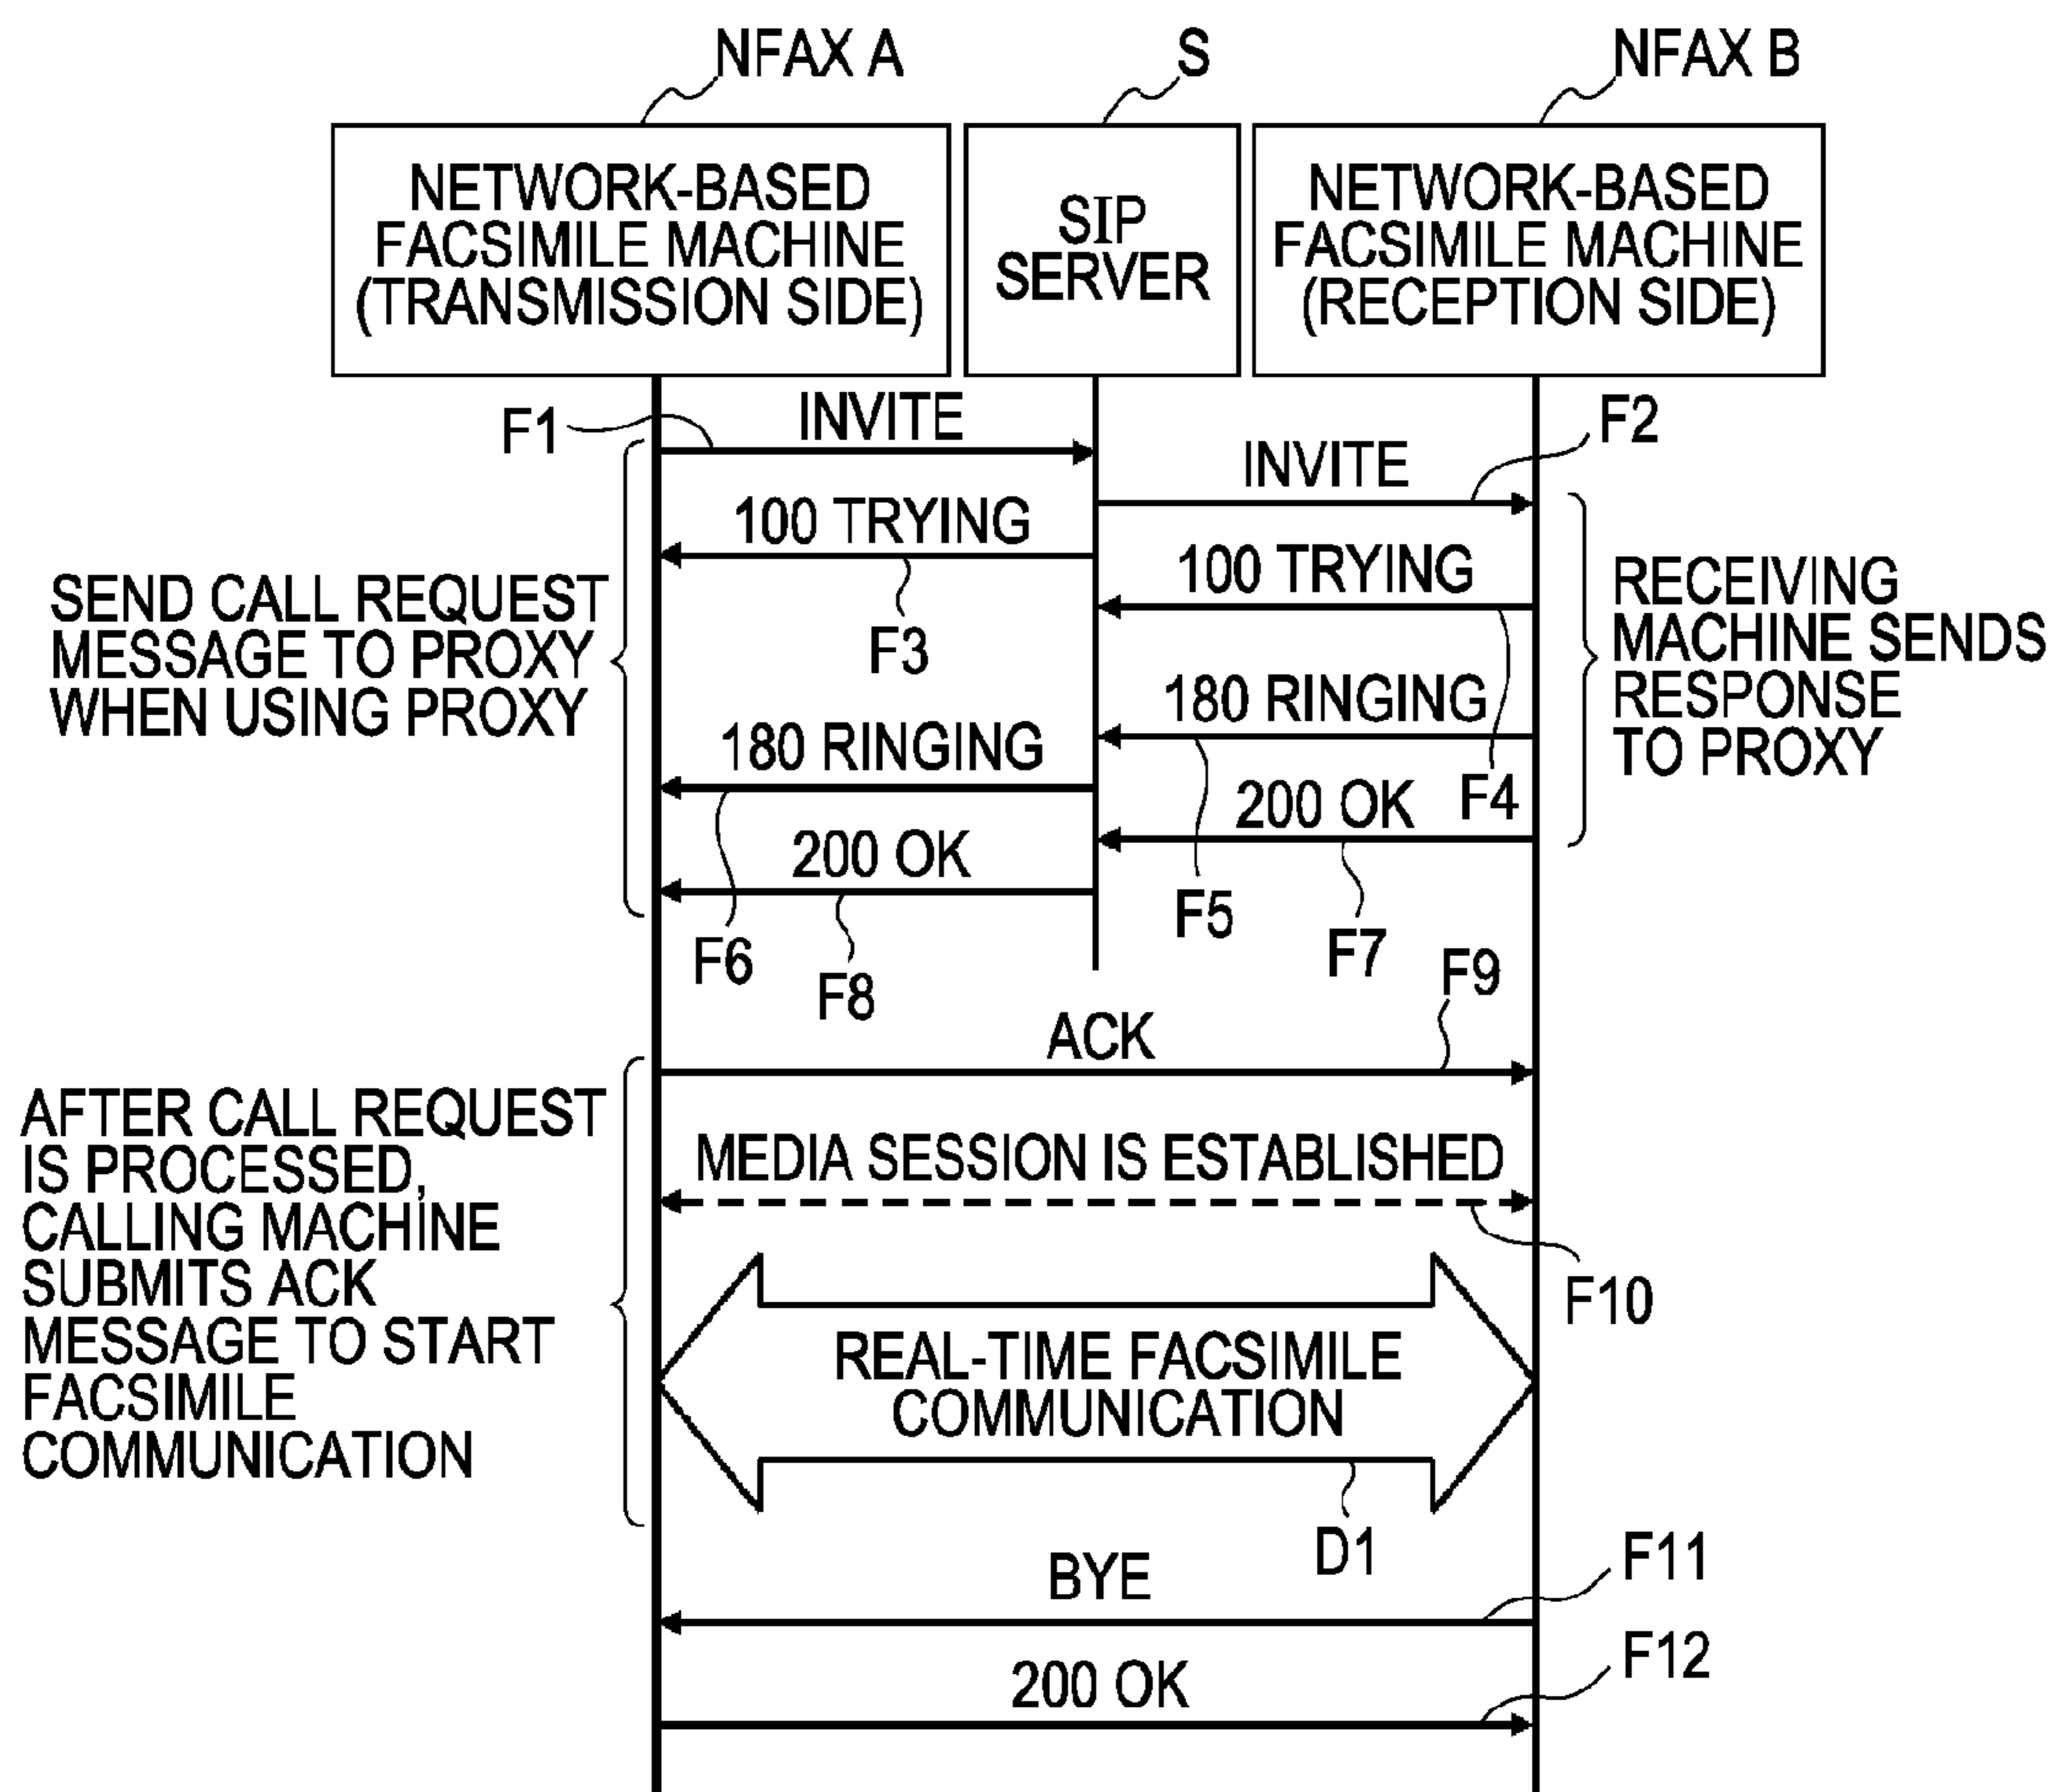 NFAX A
S
NFAX B
NETWORK-BASED
FACSIMILE MACHINE
(TRANSMISSION SIDE)
SIP
SERVER
NETWORK-BASED
FACSIMILE MACHINE
(RECEPTION SIDE)
F1
INVITE
F2
INVITE
100 TRYING
F3
100 TRYING
F4
SEND CALL REQUEST
MESSAGE TO PROXY
WHEN USING PROXY
RECEIVING
MACHINE SENDS
RESPONSE
TO PROXY
180 RINGING
F5
180 RINGING
F6
200 OK
F7
200 OK
F8
F9
ACK
AFTER CALL REQUEST
IS PROCESSED,
CALLING MACHINE
SUBMITS ACK
MESSAGE TO START
FACSIMILE
COMMUNICATION
MEDIA SESSION IS ESTABLISHED
F10
REAL-TIME FACSIMILE
COMMUNICATION
D1
BYE
F11
200 OK
F12